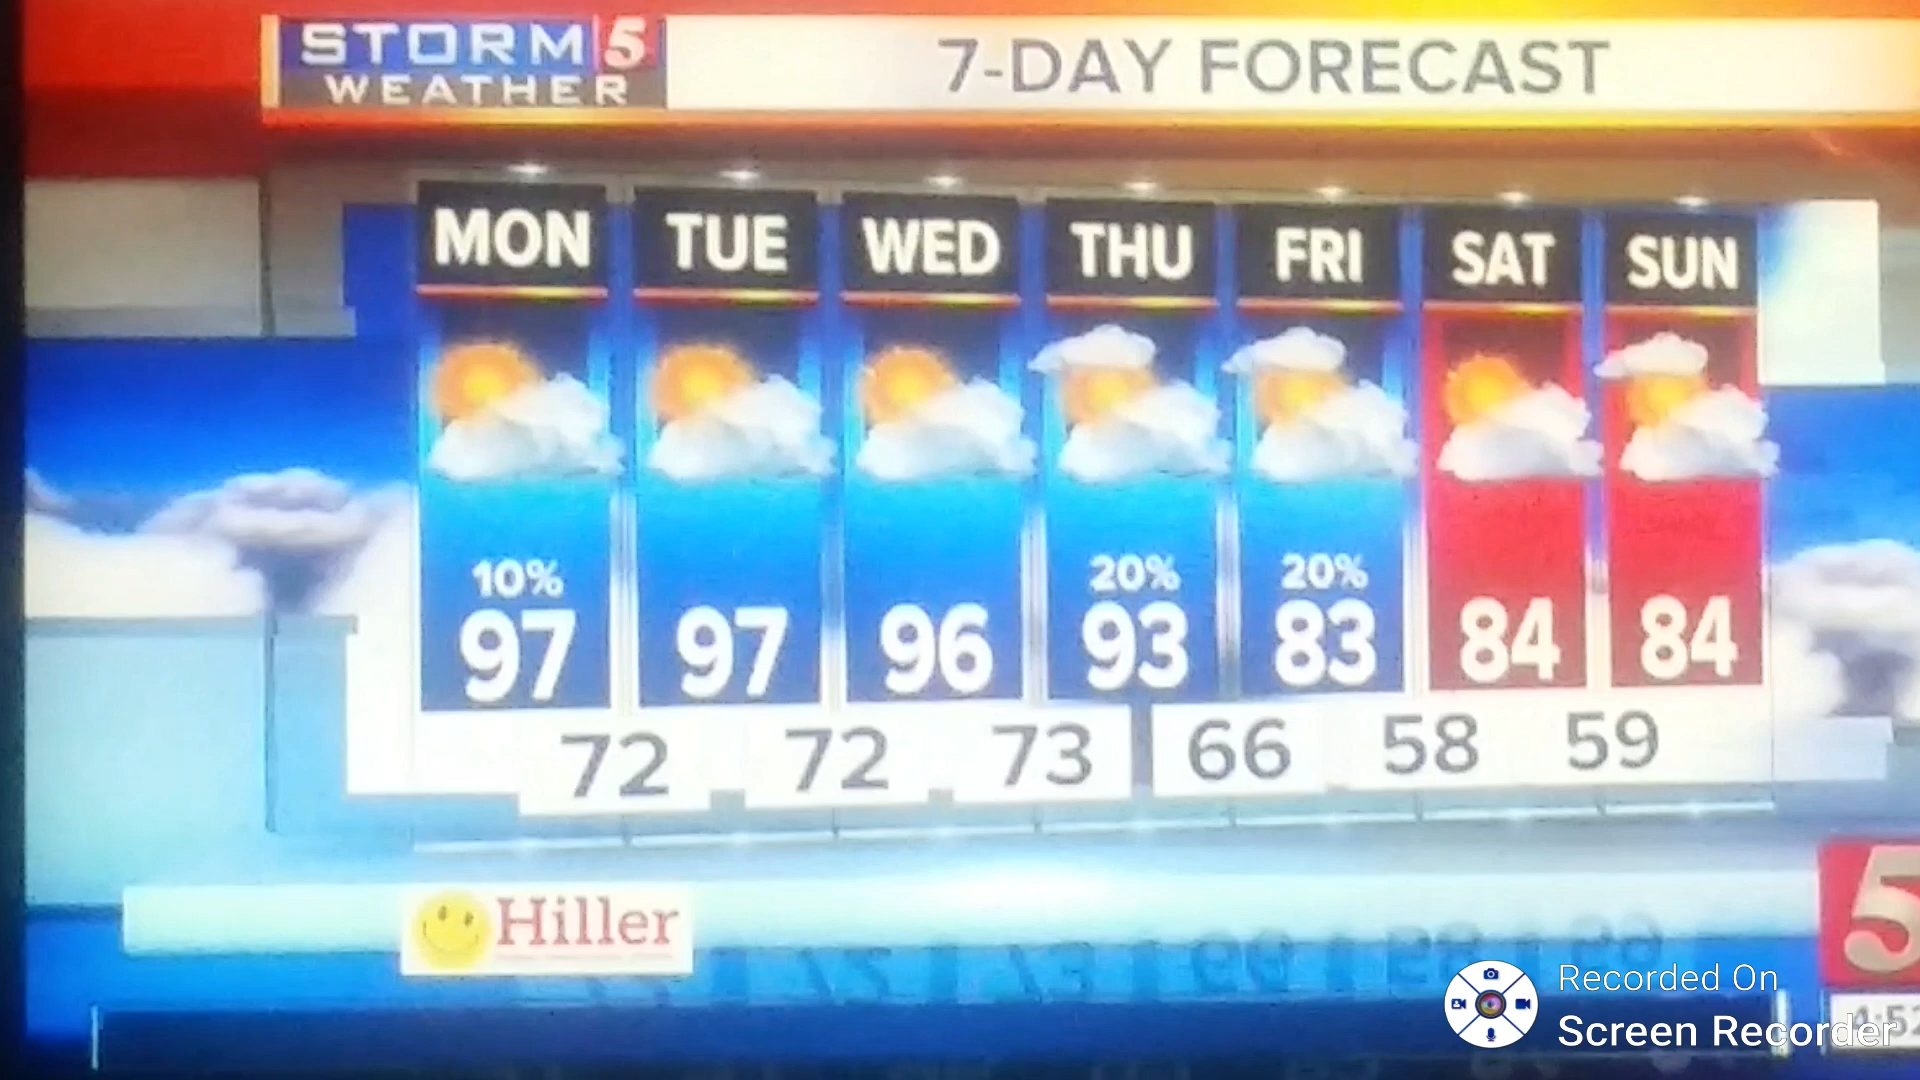 STORM 5
WEATHER
7-DAY FORECAST
MON TUE WED THU FRI SAT SUN
10% 20% 20%
97 97 96 93 83 84 84
72 72 73 66 58 59
Hiller
5
Recorded On
Screen Recorder